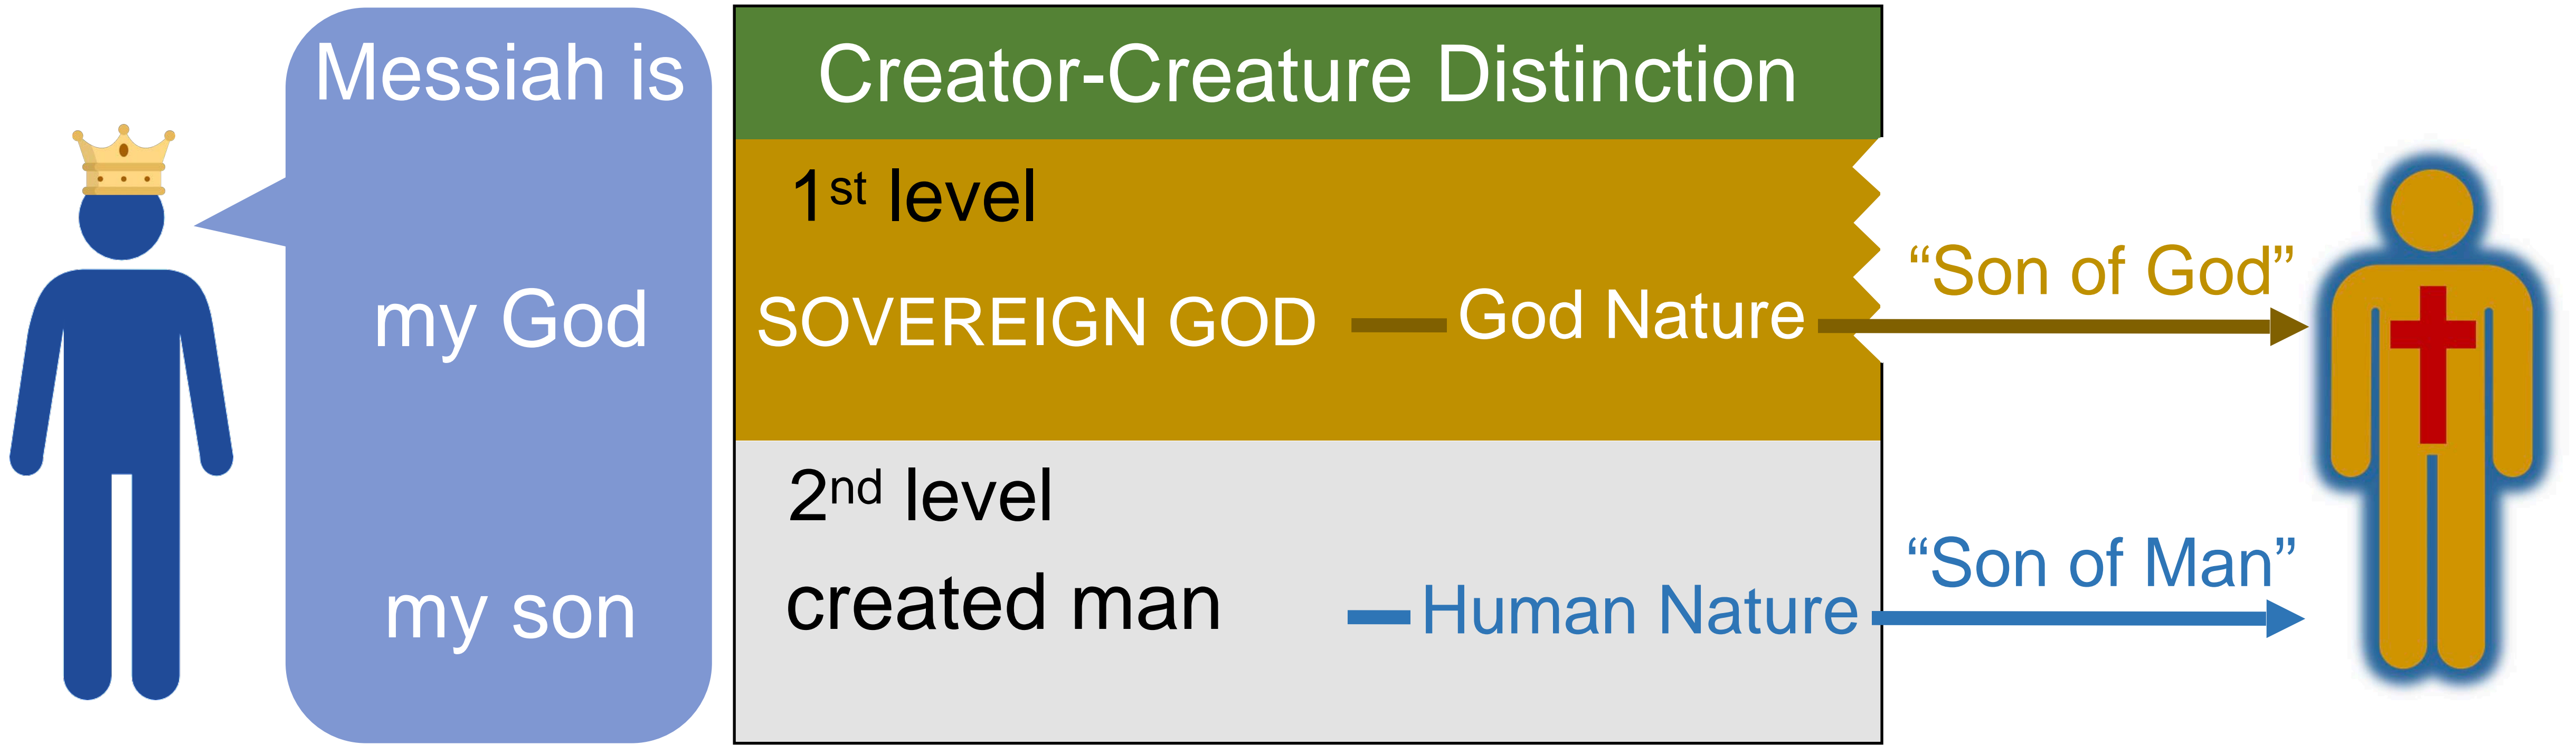 Messiah is
my God
my son
Creator-Creature Distinction
1st level
SOVEREIGN GOD
God Nature
2nd level
created man
Human Nature
“Son of God”
“Son of Man”